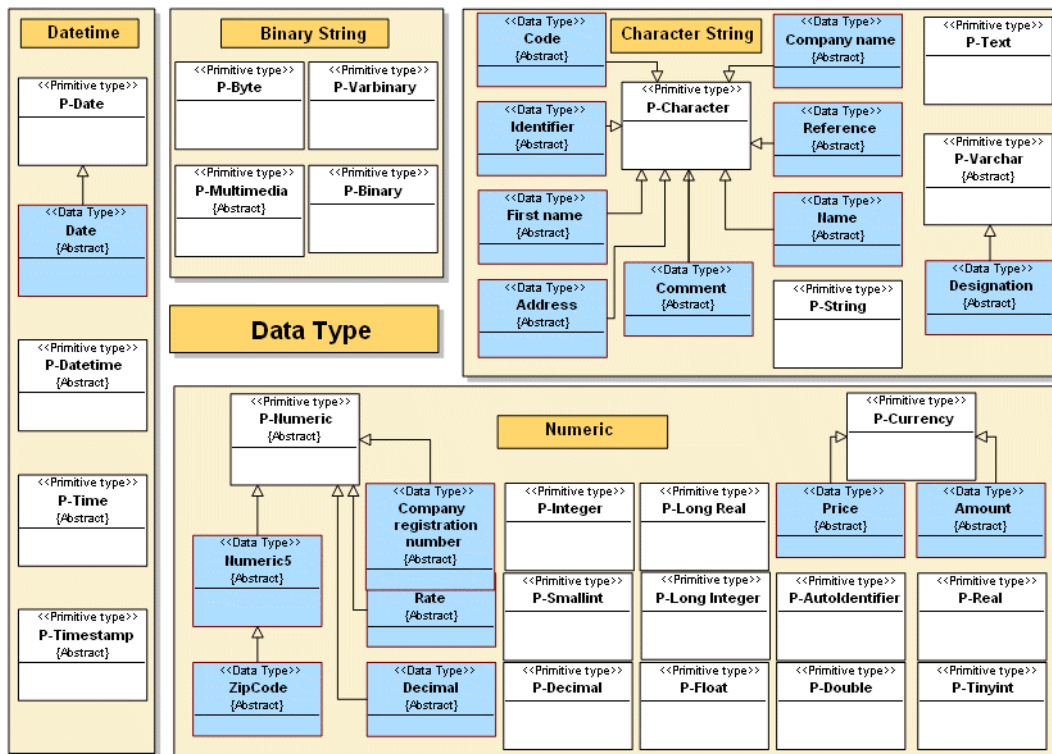 Datetime
<<Primitive type>>
P-Date
<<Data Type>>
Date
{Abstract}
<<Primitive type>>
P-Datetime
{Abstract}
<<Primitive type>>
P-Time
{Abstract}
<<Primitive type>>
P-Timestamp
{Abstract}
Binary String
<<Primitive type>>
P-Byte
<<Primitive type>>
P-Varbinary
<<Primitive type>>
P-Multimedia
{Abstract}
<<Primitive type>>
P-Binary
Data Type
Character String
<<Data Type>>
Code
{Abstract}
<<Data Type>>
Company name
{Abstract}
<<Primitive type>>
P-Text
<<Primitive type>>
P-Character
<<Data Type>>
Identifier
{Abstract}
<<Data Type>>
Reference
{Abstract}
<<Primitive type>>
P-Varchar
{Abstract}
<<Data Type>>
First name
{Abstract}
<<Data Type>>
Name
{Abstract}
<<Data Type>>
Address
{Abstract}
<<Data Type>>
Comment
{Abstract}
<<Primitive type>>
P-String
<<Data Type>>
Designation
{Abstract}
Numeric
<<Primitive type>>
P-Numeric
{Abstract}
<<Primitive type>>
P-Currency
<<Data Type>>
Company
registration
number
{Abstract}
<<Primitive type>>
P-Integer
<<Primitive type>>
P-Long Real
<<Data Type>>
Price
{Abstract}
<<Data Type>>
Amount
{Abstract}
<<Data Type>>
Numeric5
{Abstract}
Rate
{Abstract}
<<Primitive type>>
P-Smallint
<<Primitive type>>
P-Long Integer
<<Primitive type>>
P-AutoIdentifier
<<Primitive type>>
P-Real
<<Data Type>>
ZipCode
{Abstract}
<<Data Type>>
Decimal
{Abstract}
<<Primitive type>>
P-Decimal
<<Primitive type>>
P-Float
<<Primitive type>>
P-Double
<<Primitive type>>
P-Tinyint